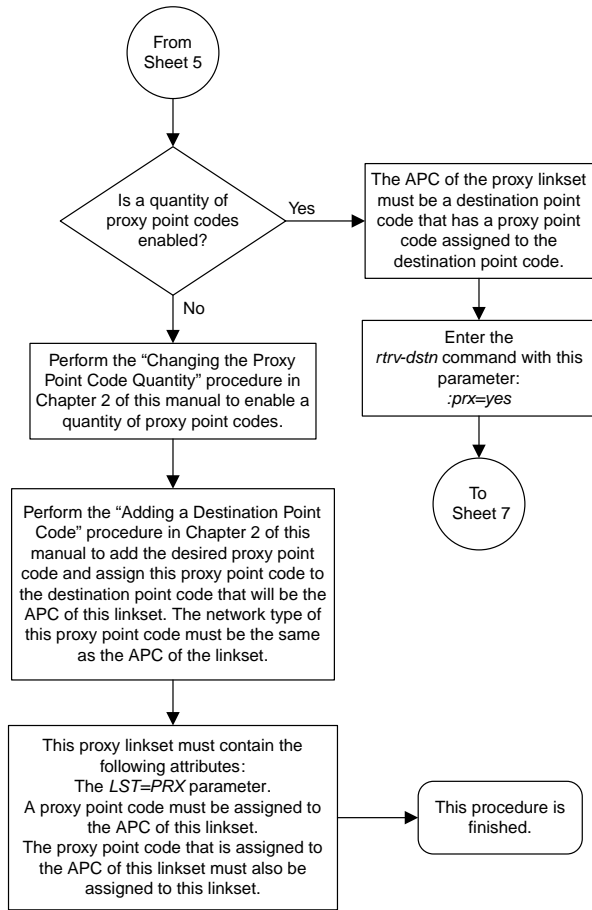 From
Sheet 5
Is a quantity of
proxy point codes
enabled?
Yes
No
The APC of the proxy linkset
must be a destination point
code that has a proxy point
code assigned to the
destination point code.
Enter the
rtrv-dstn command with this
parameter:
:prx=yes
To
Sheet 7
Perform the “Changing the Proxy
Point Code Quantity” procedure in
Chapter 2 of this manual to enable a
quantity of proxy point codes.
Perform the “Adding a Destination Point
Code” procedure in Chapter 2 of this
manual to add the desired proxy point
code and assign this proxy point code to
the destination point code that will be the
APC of this linkset. The network type of
this proxy point code must be the same
as the APC of the linkset.
This proxy linkset must contain the
following attributes:
The LST=PRX parameter.
A proxy point code must be assigned to
the APC of this linkset.
The proxy point code that is assigned to
the APC of this linkset must also be
assigned to this linkset.
This procedure is
finished.